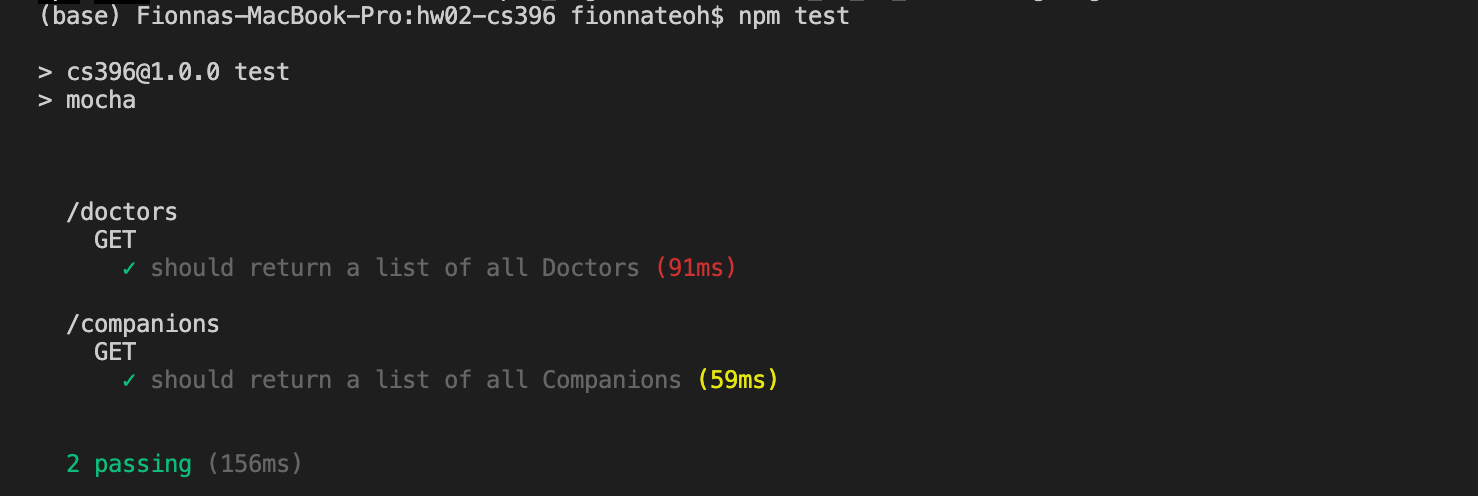 (base) Fionnas-MacBook-Pro:hw02-cs396 fionnateoh$ npm test
> cs396@1.0.0 test
> mocha
/doctors
GET
✓ should return a list of all Doctors (91ms)
/companions
GET
✓ should return a list of all Companions (59ms)
2 passing (156ms)